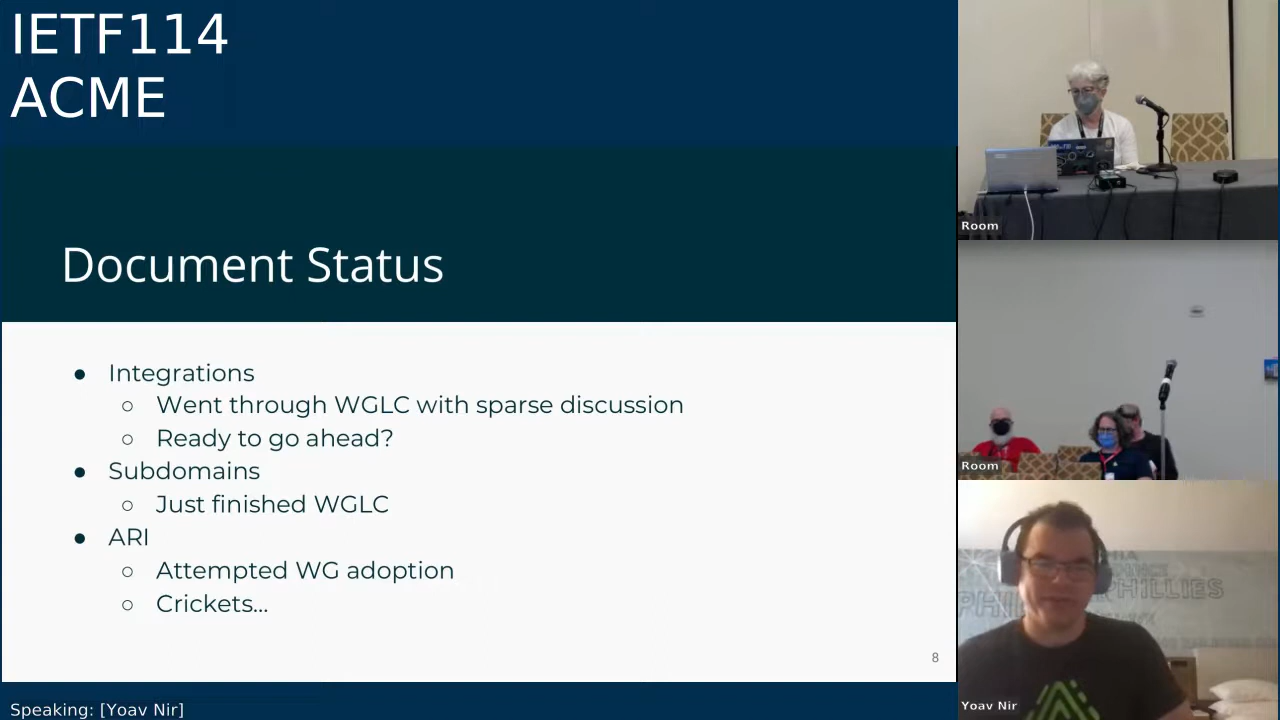 IETF114
ACME
Document Status
● Integrations
○ Went through WGLC with sparse discussion
○ Ready to go ahead?
● Subdomains
○ Just finished WGLC
● ARI
○ Attempted WG adoption
○ Crickets...
8
Speaking: [Yoav Nir]
Room
Room
PHILLIES
Yoav Nir